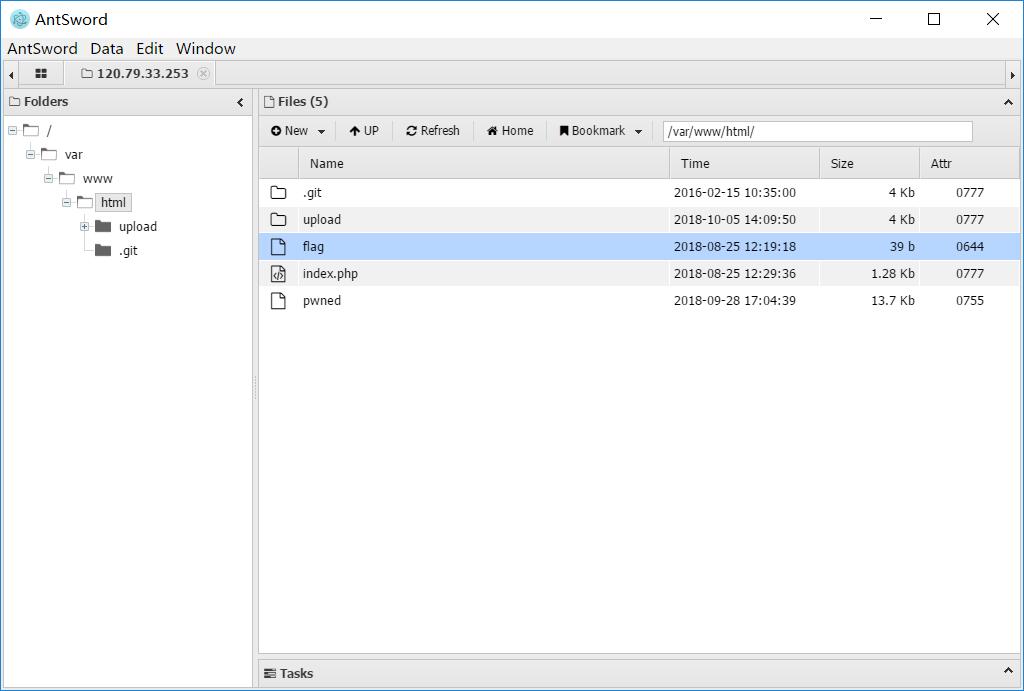 AntSword
AntSword Data Edit Window
120.79.33.253
Folders
/
var
www
html
upload
.git
Files (5)
New UP Refresh Home Bookmark /var/www/html/
Name Time Size Attr
.git 2016-02-15 10:35:00 4 Kb 0777
upload 2018-10-05 14:09:50 4 Kb 0777
flag 2018-08-25 12:19:18 39 b 0644
index.php 2018-08-25 12:29:36 1.28 Kb 0777
pwned 2018-09-28 17:04:39 13.7 Kb 0755
Tasks